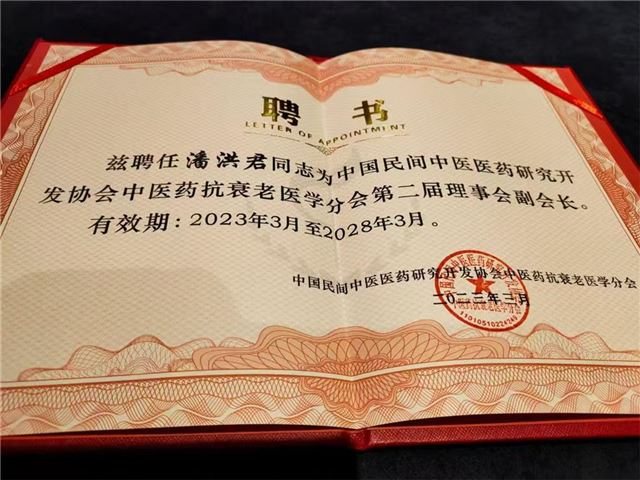 聘书
LETTER OF APPOINTMENT
兹聘任潘洪君同志为中国民间中医医药研究开
发协会中医药抗衰老医学分会第二届理事会副会长。
有效期：2023年3月至2028年3月。
中国民间中医医药研究开发协会中医药抗衰老医学分会
二〇二三年三月